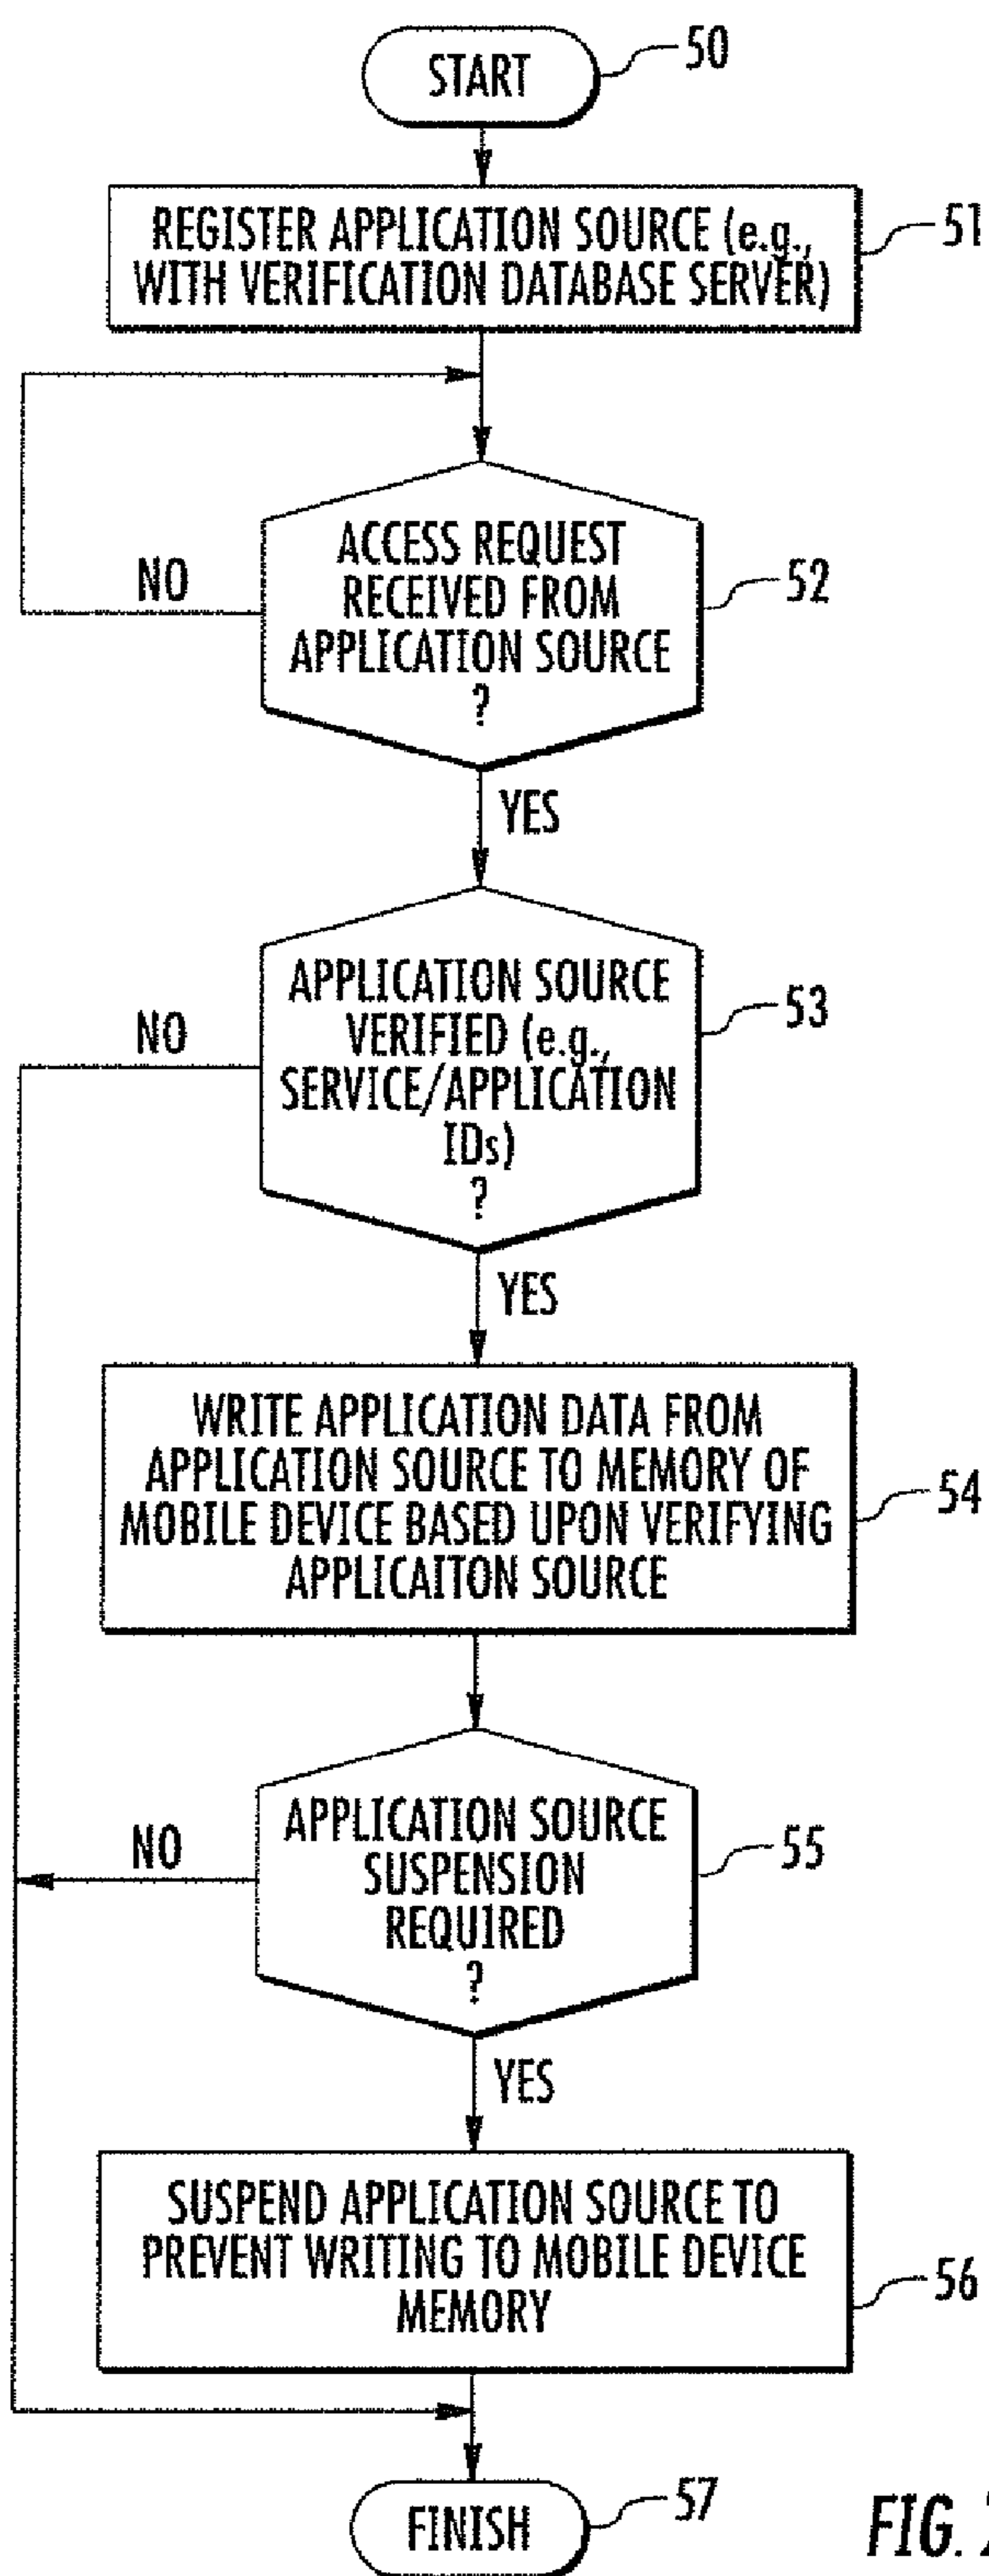 START
50
REGISTER APPLICATION SOURCE (e.g.,
WITH VERIFICATION DATABASE SERVER)
51
ACCESS REQUEST
RECEIVED FROM
APPLICATION SOURCE
?
52
NO
YES
APPLICATION SOURCE
VERIFIED (e.g.,
SERVICE/APPLICATION
IDs)
?
53
NO
YES
WRITE APPLICATION DATA FROM
APPLICATION SOURCE TO MEMORY OF
MOBILE DEVICE BASED UPON VERIFYING
APPLICAITON SOURCE
54
APPLICATION SOURCE
SUSPENSION
REQUIRED
?
55
NO
YES
SUSPEND APPLICATION SOURCE TO
PREVENT WRITING TO MOBILE DEVICE
MEMORY
56
FINISH
57
FIG. 2